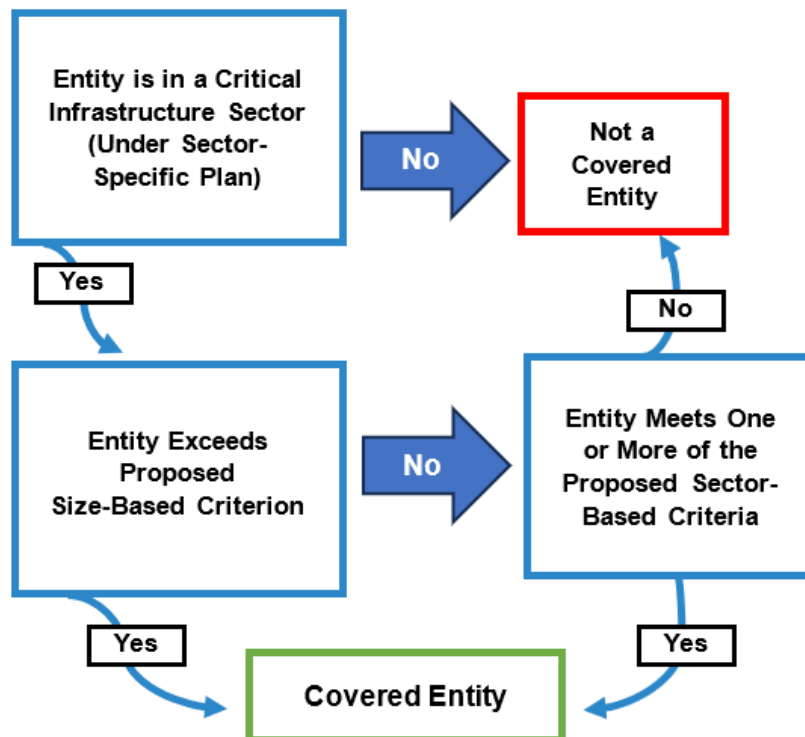 Entity is in a Critical
Infrastructure Sector
(Under Sector-
Specific Plan)
No
Not a
Covered
Entity
Yes
No
Entity Exceeds
Proposed
Size-Based Criterion
No
Entity Meets One
or More of the
Proposed Sector-
Based Criteria
Yes
Yes
Covered Entity